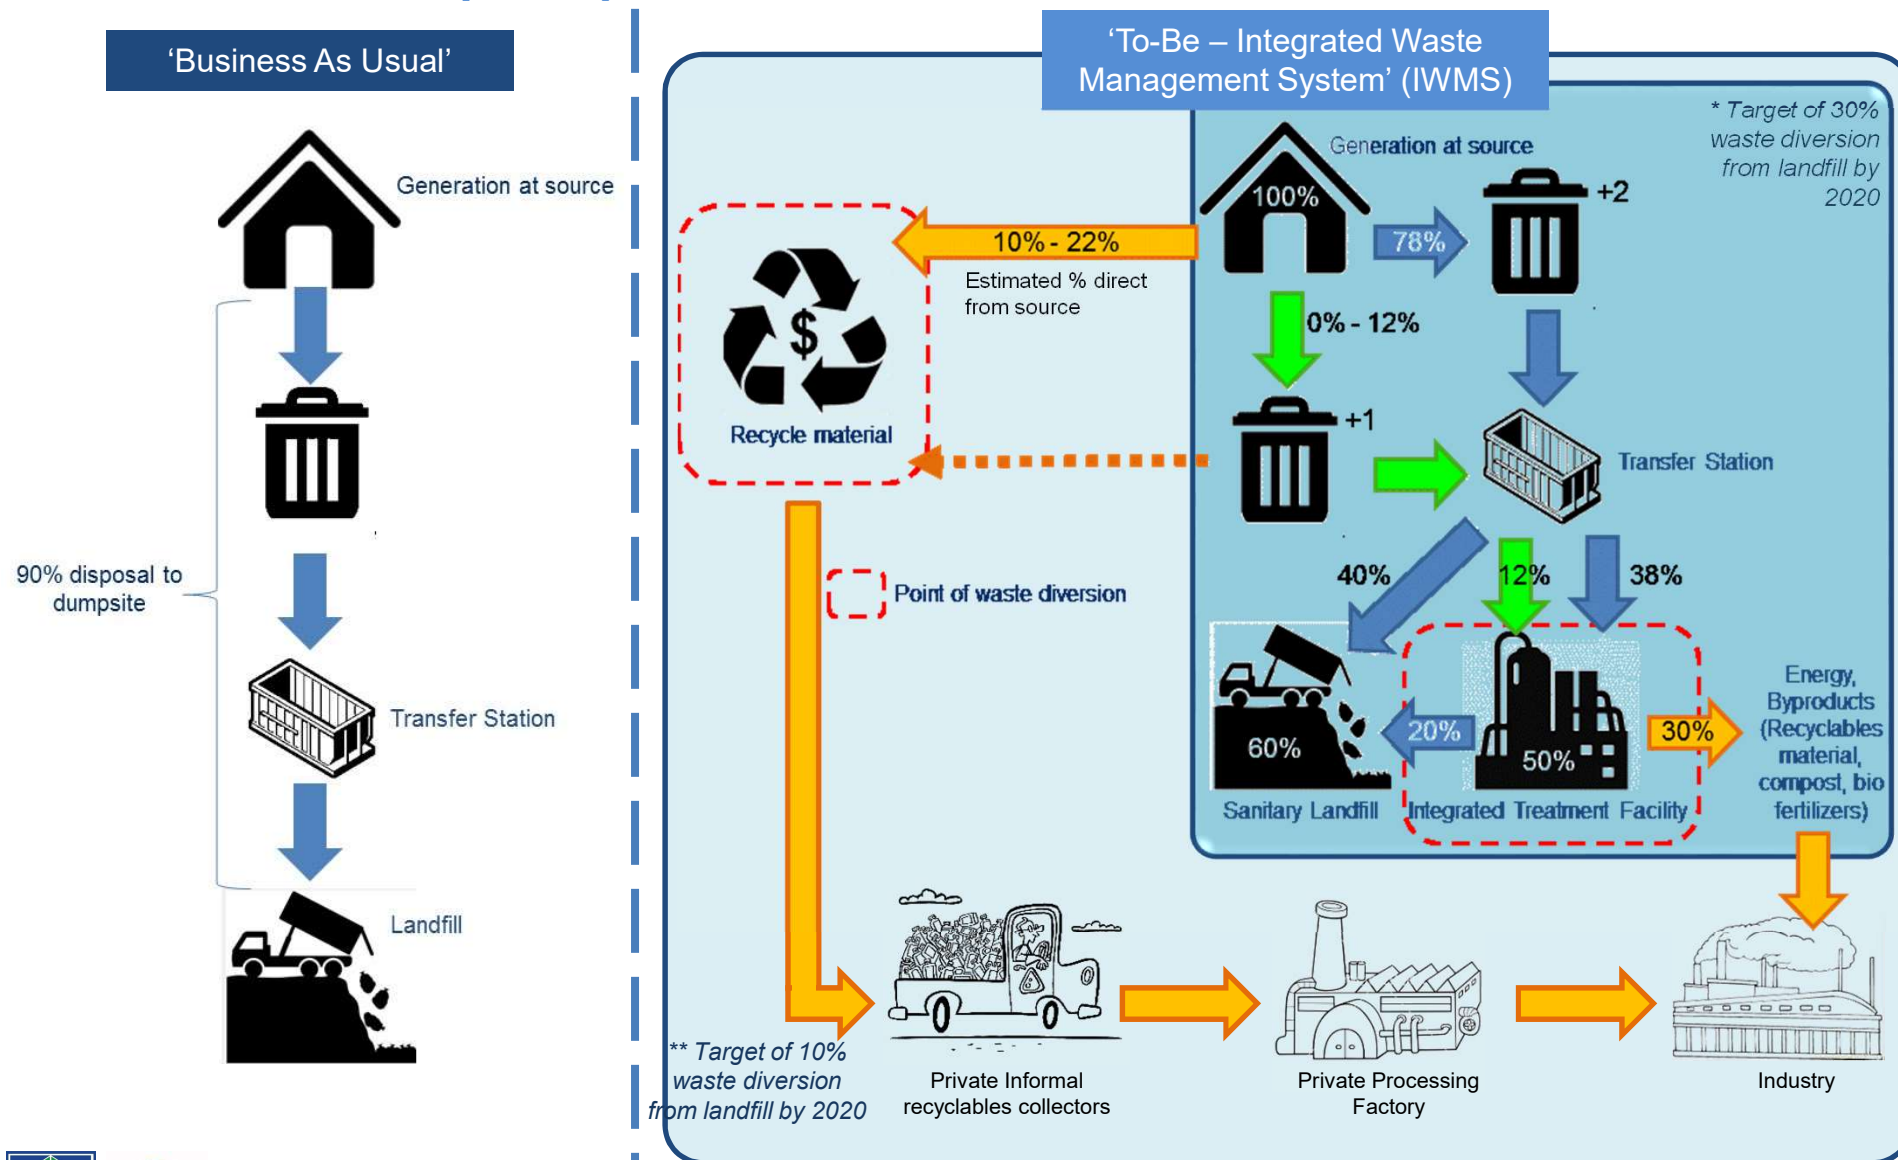 ‘Business As Usual’
Generation at source
90% disposal to
dumpsite
Transfer Station
Landfill
‘To-Be – Integrated Waste
Management System’ (IWMS)
* Target of 30%
waste diversion
from landfill by
2020
Generation at source
100%
78%
+2
10% - 22%
Estimated % direct
from source
0% - 12%
$
Recycle material
+1
Transfer Station
40%
12%
38%
Point of waste diversion
60%
20%
50%
30%
Energy,
Byproducts
(Recyclables
material,
compost, bio
fertilizers)
Sanitary Landfill
Integrated Treatment Facility
** Target of 10%
waste diversion
from landfill by 2020
Private Informal
recyclables collectors
Private Processing
Factory
Industry